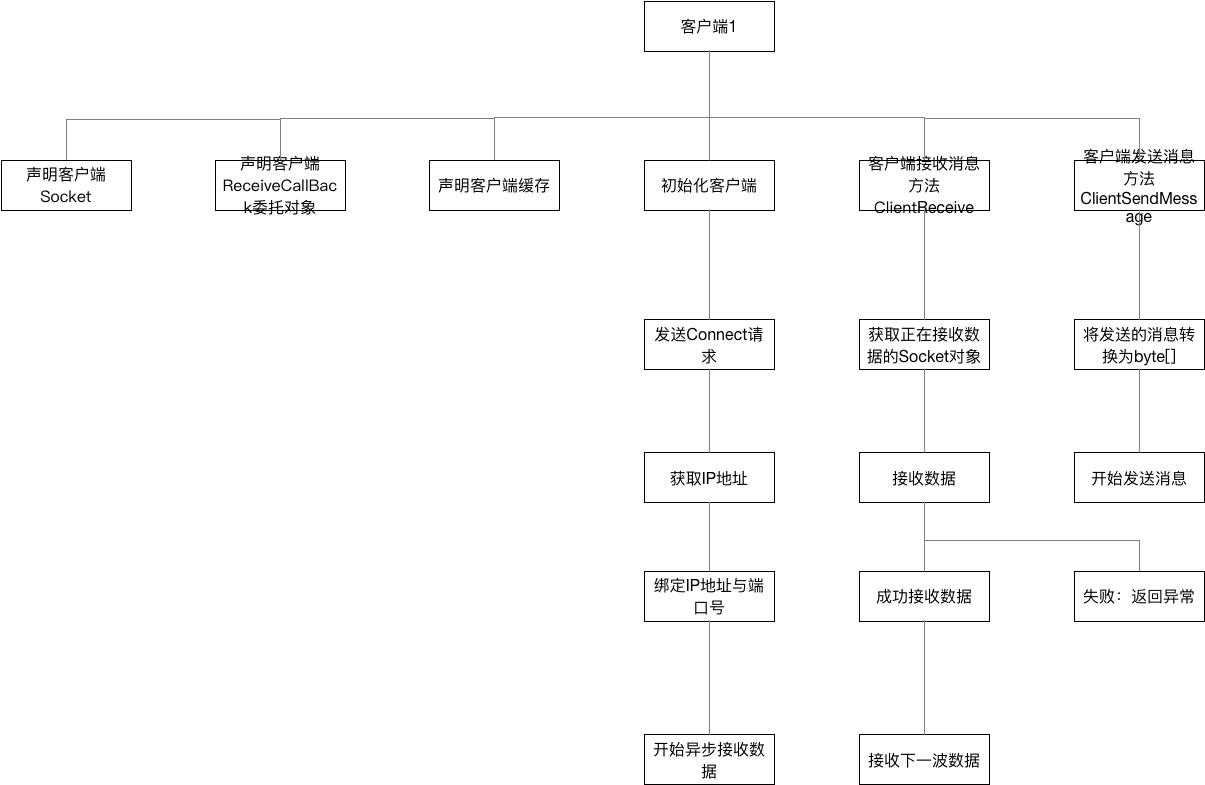 客户端1
声明客户端
Socket
声明客户端
ReceiveCallBac
k委托对象
声明客户端缓存
初始化客户端
客户端接收消息
方法
ClientReceive
客户端发送消息
方法
ClientSendMess
age
发送Connect请
求
获取正在接收数
据的Socket对象
将发送的消息转
换为byte[]
获取IP地址
接收数据
开始发送消息
绑定IP地址与端
口号
成功接收数据
失败：返回异常
开始异步接收数
据
接收下一波数据